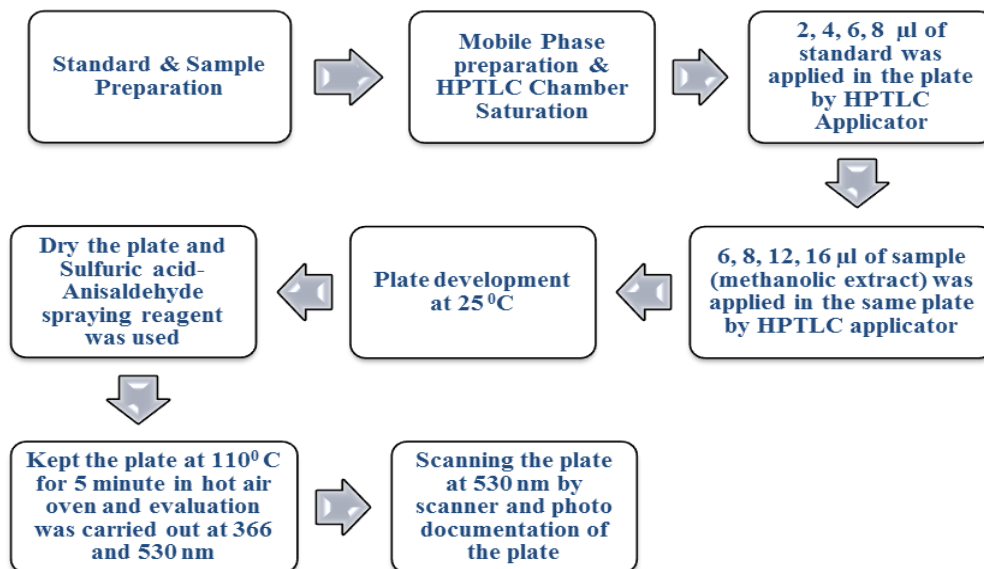 Standard & Sample
Preparation
Mobile Phase
preparation &
HPTLC Chamber
Saturation
2, 4, 6, 8 µl of
standard was
applied in the plate
by HPTLC
Applicator
6, 8, 12, 16 µl of sample
(methanolic extract) was
applied in the same plate
by HPTLC applicator
Plate development
at 25 ⁰C
Dry the plate and
Sulfuric acid-
Anisaldehyde
spraying reagent
was used
Kept the plate at 110⁰ C
for 5 minute in hot air
oven and evaluation
was carried out at 366
and 530 nm
Scanning the plate
at 530 nm by
scanner and photo
documentation of
the plate